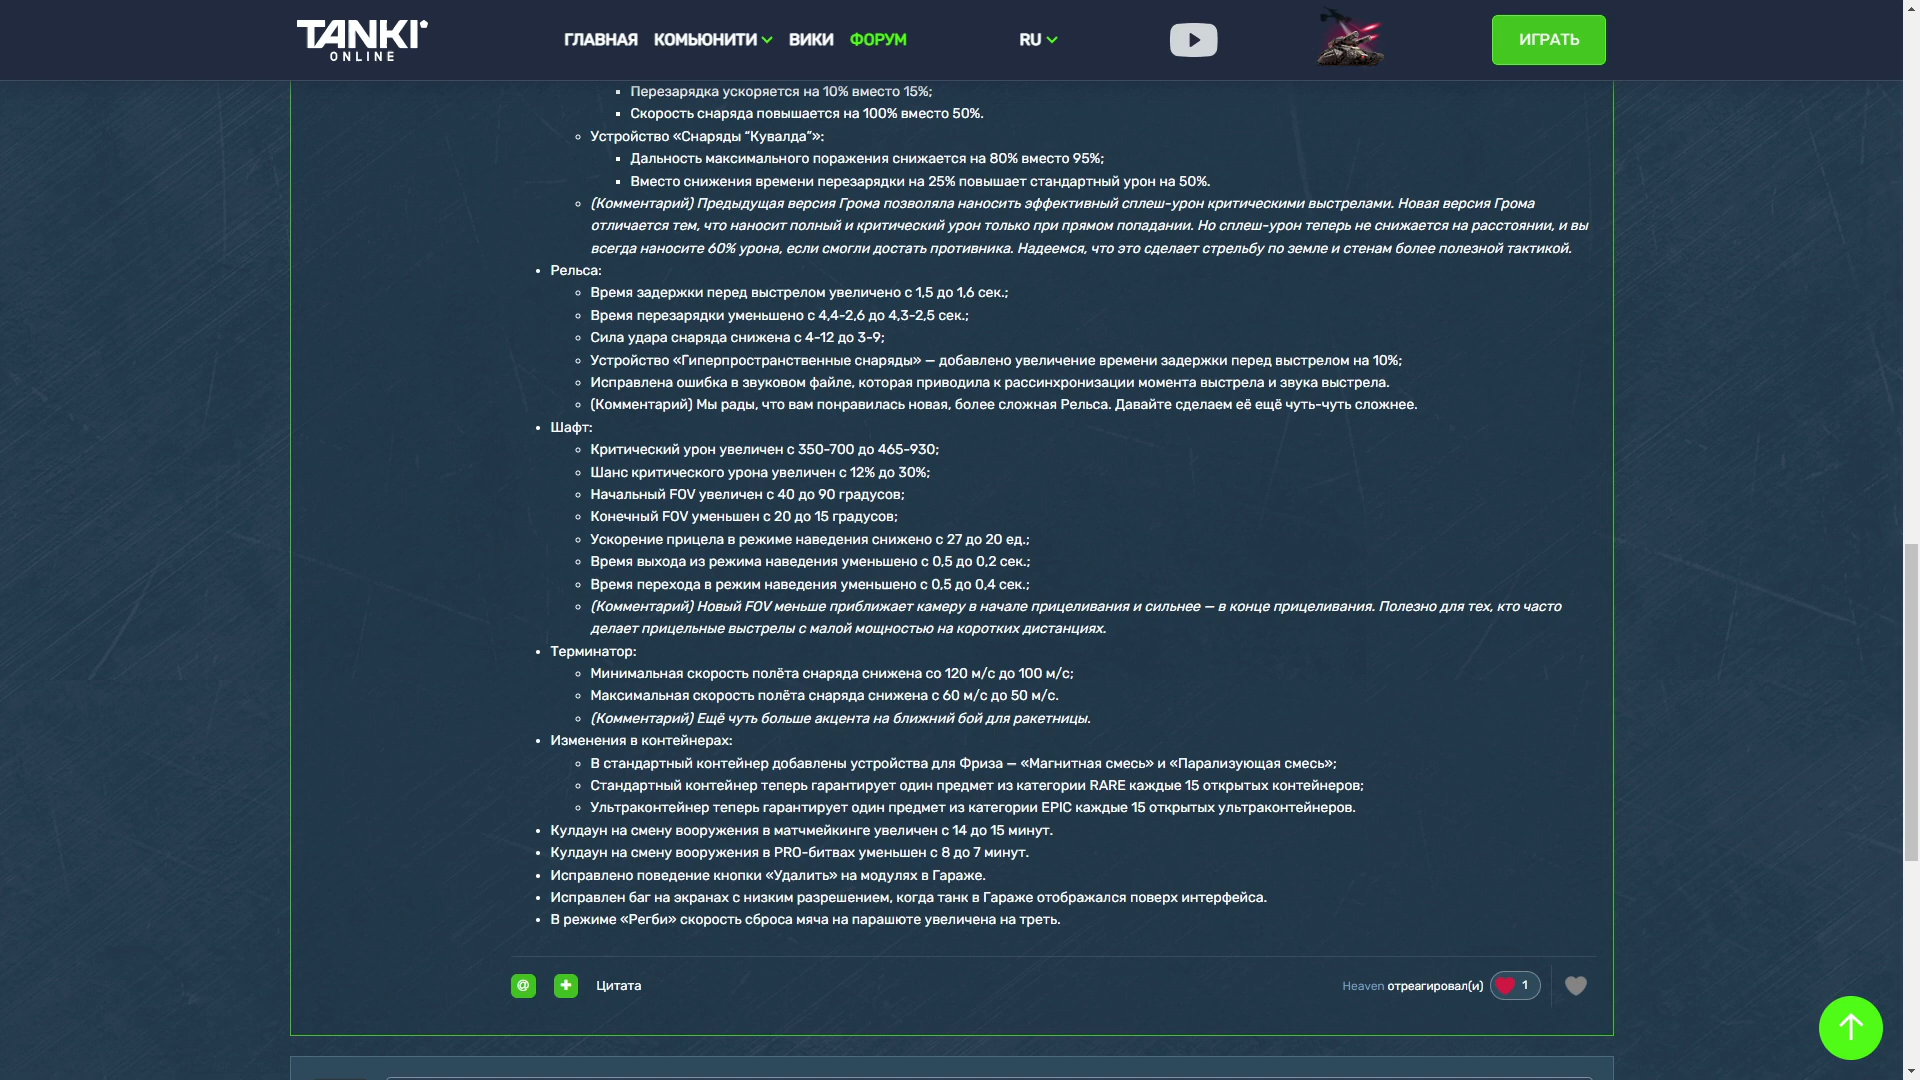 TANKI
ONLINE
ГЛАВНАЯ КОМЬЮНИТИ ВИКИ ФОРУМ RU ИГРАТЬ
Перезарядка ускоряется на 10% вместо 15%;
Скорость снаряда повышается на 100% вместо 50%.
Устройство «Снаряды “Кувалда”»:
Дальность максимального поражения снижается на 80% вместо 95%;
Вместо снижения времени перезарядки на 25% повышает стандартный урон на 50%.
(Комментарий) Предыдущая версия Грома позволяла наносить эффективный сплеш-урон критическими выстрелами. Новая версия Грома
отличается тем, что наносит полный и критический урон только при прямом попадании. Но сплеш-урон теперь не снижается на расстоянии, и вы
всегда наносите 60% урона, если смогли достать противника. Надеемся, что это сделает стрельбу по земле и стенам более полезной тактикой.
Рельса:
Время задержки перед выстрелом увеличено с 1,5 до 1,6 сек.;
Время перезарядки уменьшено с 4,4-2,6 до 4,3-2,5 сек.;
Сила удара снаряда снижена с 4-12 до 3-9;
Устройство «Гиперпространственные снаряды» — добавлено увеличение времени задержки перед выстрелом на 10%;
Исправлена ошибка в звуковом файле, которая приводила к рассинхронизации момента выстрела и звука выстрела.
(Комментарий) Мы рады, что вам понравилась новая, более сложная Рельса. Давайте сделаем её ещё чуть-чуть сложнее.
Шафт:
Критический урон увеличен с 350-700 до 465-930;
Шанс критического урона увеличен с 12% до 30%;
Начальный FOV увеличен с 40 до 90 градусов;
Конечный FOV уменьшен с 20 до 15 градусов;
Ускорение прицела в режиме наведения снижено с 27 до 20 ед.;
Время выхода из режима наведения уменьшено с 0,5 до 0,2 сек.;
Время перехода в режим наведения уменьшено с 0,5 до 0,4 сек.;
(Комментарий) Новый FOV меньше приближает камеру в начале прицеливания и сильнее — в конце прицеливания. Полезно для тех, кто часто
делает прицельные выстрелы с малой мощностью на коротких дистанциях.
Терминатор:
Минимальная скорость полёта снаряда снижена со 120 м/с до 100 м/с;
Максимальная скорость полёта снаряда снижена с 60 м/с до 50 м/с.
(Комментарий) Ещё чуть больше акцента на ближний бой для ракетницы.
Изменения в контейнерах:
В стандартный контейнер добавлены устройства для Фриза — «Магнитная смесь» и «Парализующая смесь»;
Стандартный контейнер теперь гарантирует один предмет из категории RARE каждые 15 открытых контейнеров;
Ультраконтейнер теперь гарантирует один предмет из категории EPIC каждые 15 открытых ультраконтейнеров.
Кулдаун на смену вооружения в матчмейкинге увеличен с 14 до 15 минут.
Кулдаун на смену вооружения в PRO-битвах уменьшен с 8 до 7 минут.
Исправлено поведение кнопки «Удалить» на модулях в Гараже.
Исправлен баг на экранах с низким разрешением, когда танк в Гараже отображался поверх интерфейса.
В режиме «Регби» скорость сброса мяча на парашюте увеличена на треть.
@ + Цитата Heaven отреагировал(и) 1